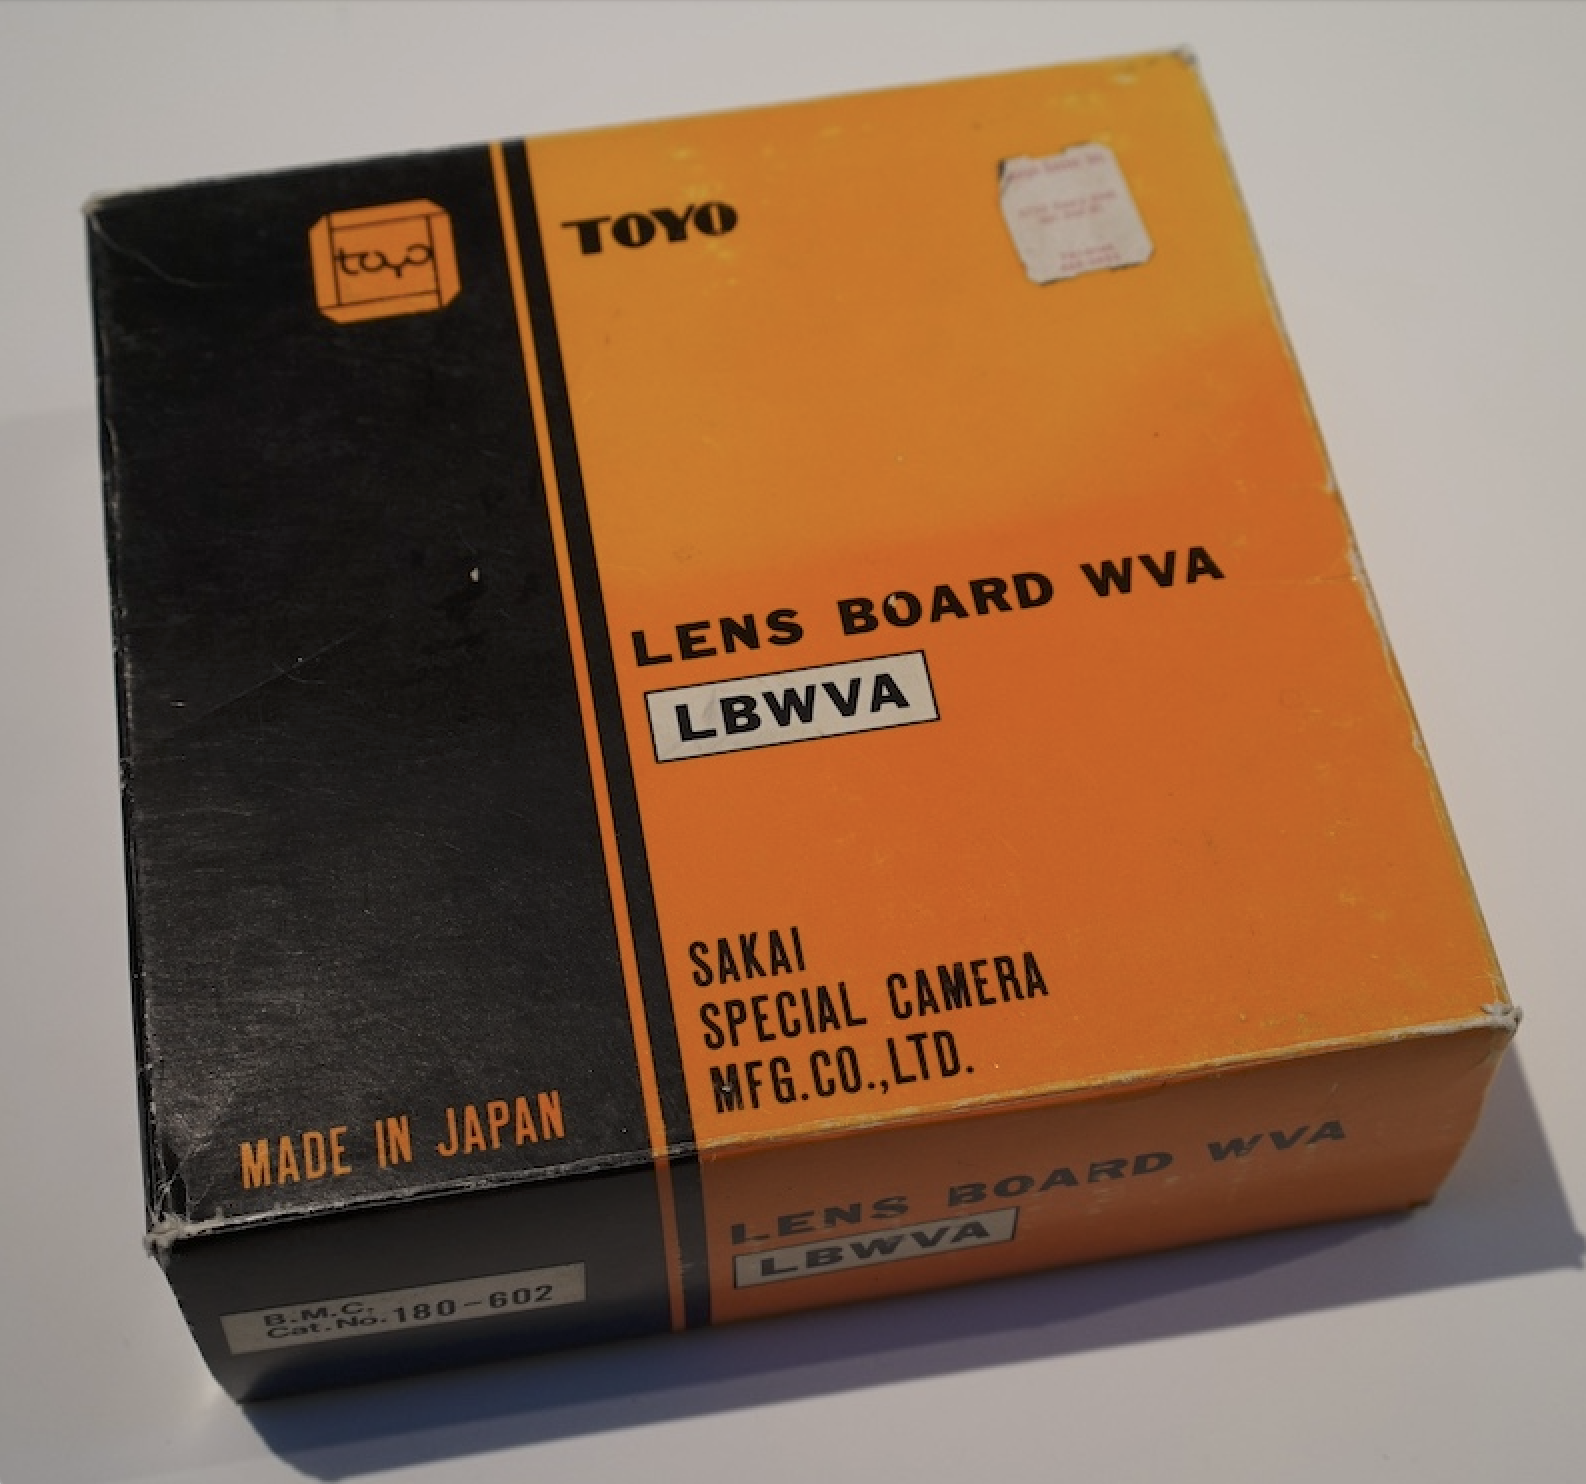 toyo
TOYO
LENS BOARD WVA
LBWVA
SAKAI
SPECIAL CAMERA
MFG.CO.,LTD.
MADE IN JAPAN
LENS BOARD WVA
LBWVA
B.M.C.
Cat.No.180-602